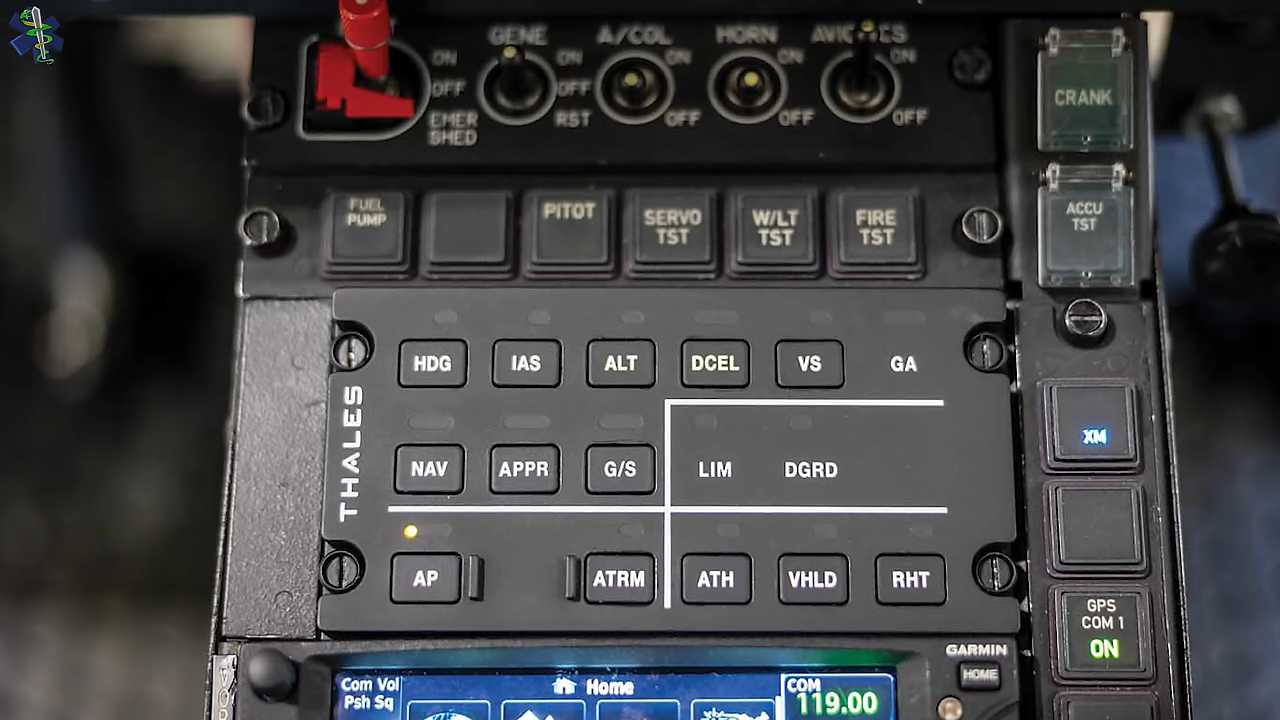 GENE A/COL HORN AVIONICS
ON ON ON ON
OFF OFF
EMER SHED RST OFF OFF OFF
CRANK
FUEL PUMP
PITOT
SERVO TST
W/LT TST
FIRE TST
ACCU TST
THALES
HDG IAS ALT DCEL VS GA
NAV APPR G/S LIM DGRD
AP ATRM ATH VHLD RHT
XM
GPS
COM 1
ON
GARMIN
HOME
Com Vol
Psh Sq
Home
COM
119.00